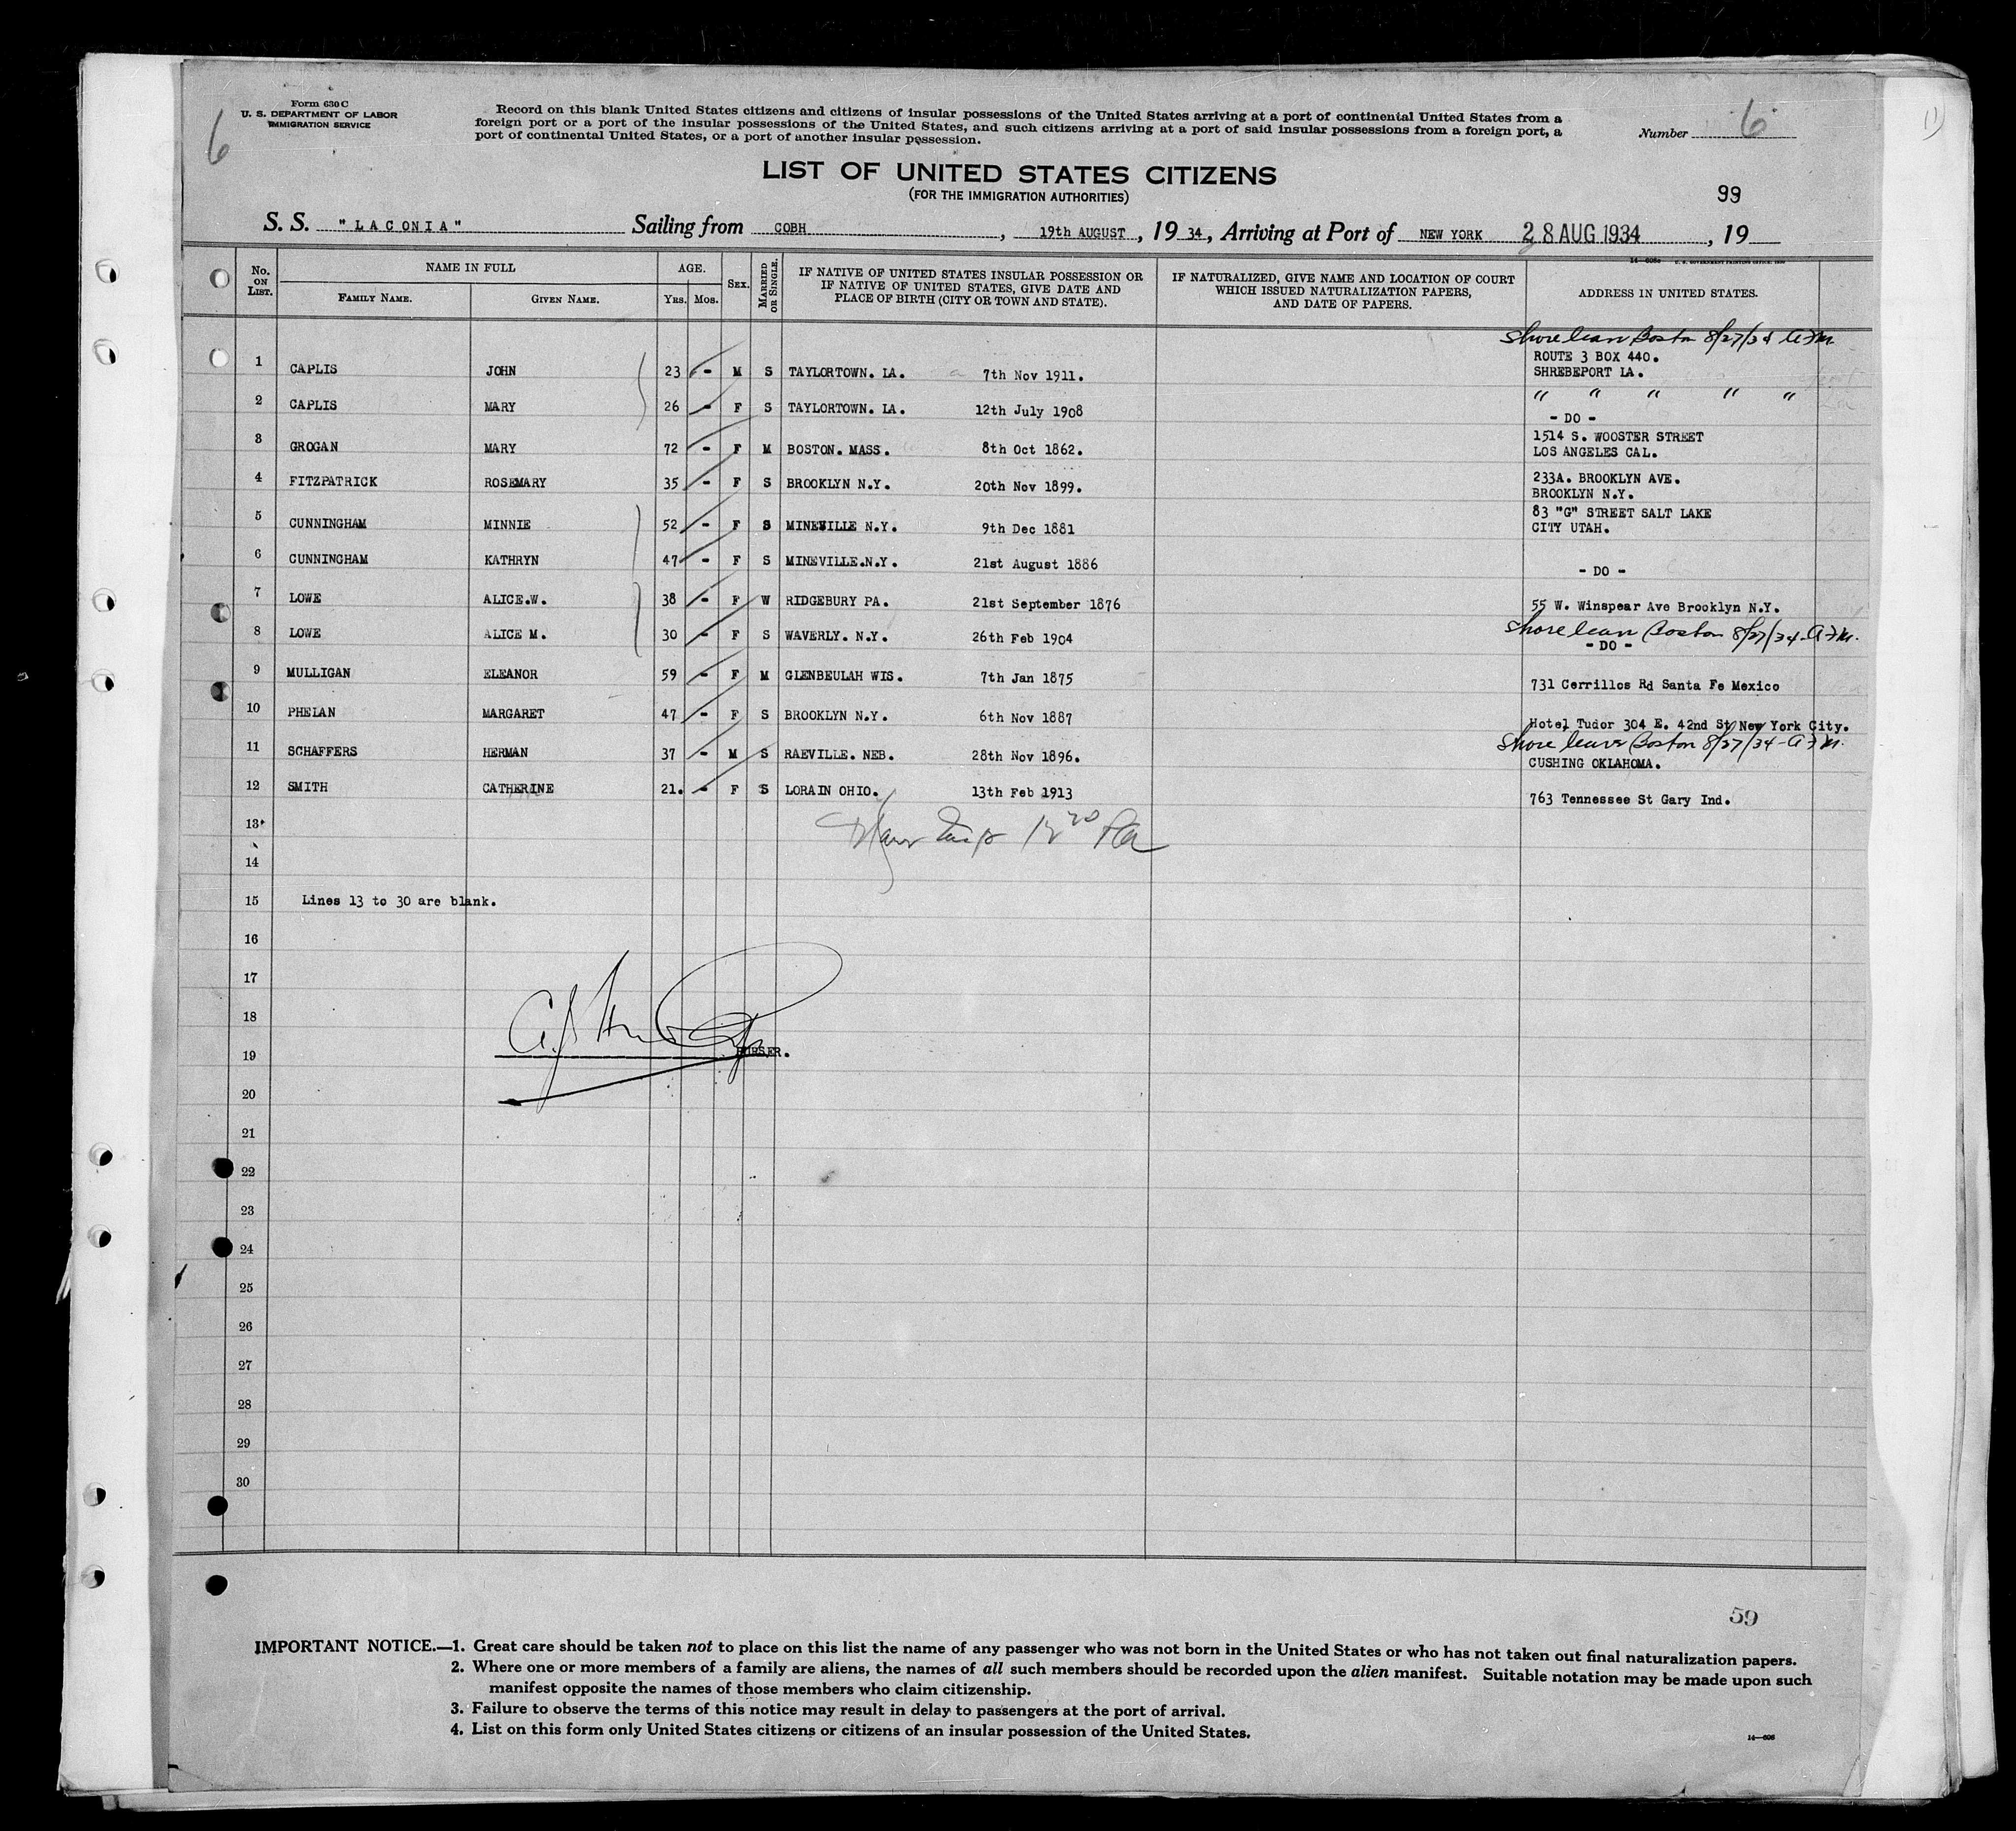 6
Form 630 C
U. S. DEPARTMENT OF LABOR
IMMIGRATION SERVICE
Record on this blank United States citizens and citizens of insular possessions of the United States arriving at a port of continental United States from a
foreign port or a port of the insular possessions of the United States, and such citizens arriving at a port of said insular possessions from a foreign port, a
port of continental United States, or a port of another insular possession.
Number 6
LIST OF UNITED STATES CITIZENS
(FOR THE IMMIGRATION AUTHORITIES)
99
S. S. "LACONIA" Sailing from COBH, 19th AUGUST, 1934, Arriving at Port of NEW YORK 28 AUG 1934, 19
No. ON LIST. NAME IN FULL FAMILY NAME. GIVEN NAME. AGE. Yrs. Mos. SEX. MARRIED OR SINGLE.
IF NATIVE OF UNITED STATES INSULAR POSSESSION OR
IF NATIVE OF UNITED STATES, GIVE DATE AND
PLACE OF BIRTH (CITY OR TOWN AND STATE).
IF NATURALIZED, GIVE NAME AND LOCATION OF COURT
WHICH ISSUED NATURALIZATION PAPERS,
AND DATE OF PAPERS.
ADDRESS IN UNITED STATES.
Shore leave Boston 8/27/34
1 CAPLIS JOHN 23 - M S TAYLORTOWN. LA. 7th Nov 1911. ROUTE 3 BOX 440.
SHREBEPORT LA.
2 CAPLIS MARY 26 - F S TAYLORTOWN. LA. 12th July 1908 " " " " "
- DO -
3 GROGAN MARY 72 - F M BOSTON. MASS. 8th Oct 1862. 1514 S. WOOSTER STREET
LOS ANGELES CAL.
4 FITZPATRICK ROSEMARY 35 - F S BROOKLYN N.Y. 20th Nov 1899. 233A. BROOKLYN AVE.
BROOKLYN N.Y.
5 CUNNINGHAM MINNIE 52 - F S MINEVILLE N.Y. 9th Dec 1881 83 "G" STREET SALT LAKE
CITY UTAH.
6 CUNNINGHAM KATHRYN 47 - F S MINEVILLE.N.Y. 21st August 1886 - DO -
7 LOWE ALICE.W. 38 - F W RIDGEBURY PA. 21st September 1876 55 W. Winspear Ave Brooklyn N.Y.
Shore leave Boston 8/27/34
8 LOWE ALICE M. 30 - F S WAVERLY. N.Y. 26th Feb 1904 - DO -
9 MULLIGAN ELEANOR 59 - F M GLENBEULAH WIS. 7th Jan 1875 731 Cerrillos Rd Santa Fe Mexico
10 PHELAN MARGARET 47 - F S BROOKLYN N.Y. 6th Nov 1887 Hotel Tudor 304 E. 42nd St New York City.
Shore leave Boston 8/27/34
11 SCHAFFERS HERMAN 37 - M S RAEVILLE. NEB. 28th Nov 1896. CUSHING OKLAHOMA.
12 SMITH CATHERINE 21. - F S LORAIN OHIO. 13th Feb 1913 763 Tennessee St Gary Ind.
13
14
15 Lines 13 to 30 are blank.
16
17
18
19 PURSER.
20
21
22
23
24
25
26
27
28
29
30
59
IMPORTANT NOTICE.—1. Great care should be taken not to place on this list the name of any passenger who was not born in the United States or who has not taken out final naturalization papers.
2. Where one or more members of a family are aliens, the names of all such members should be recorded upon the alien manifest. Suitable notation may be made upon such
manifest opposite the names of those members who claim citizenship.
3. Failure to observe the terms of this notice may result in delay to passengers at the port of arrival.
4. List on this form only United States citizens or citizens of an insular possession of the United States.